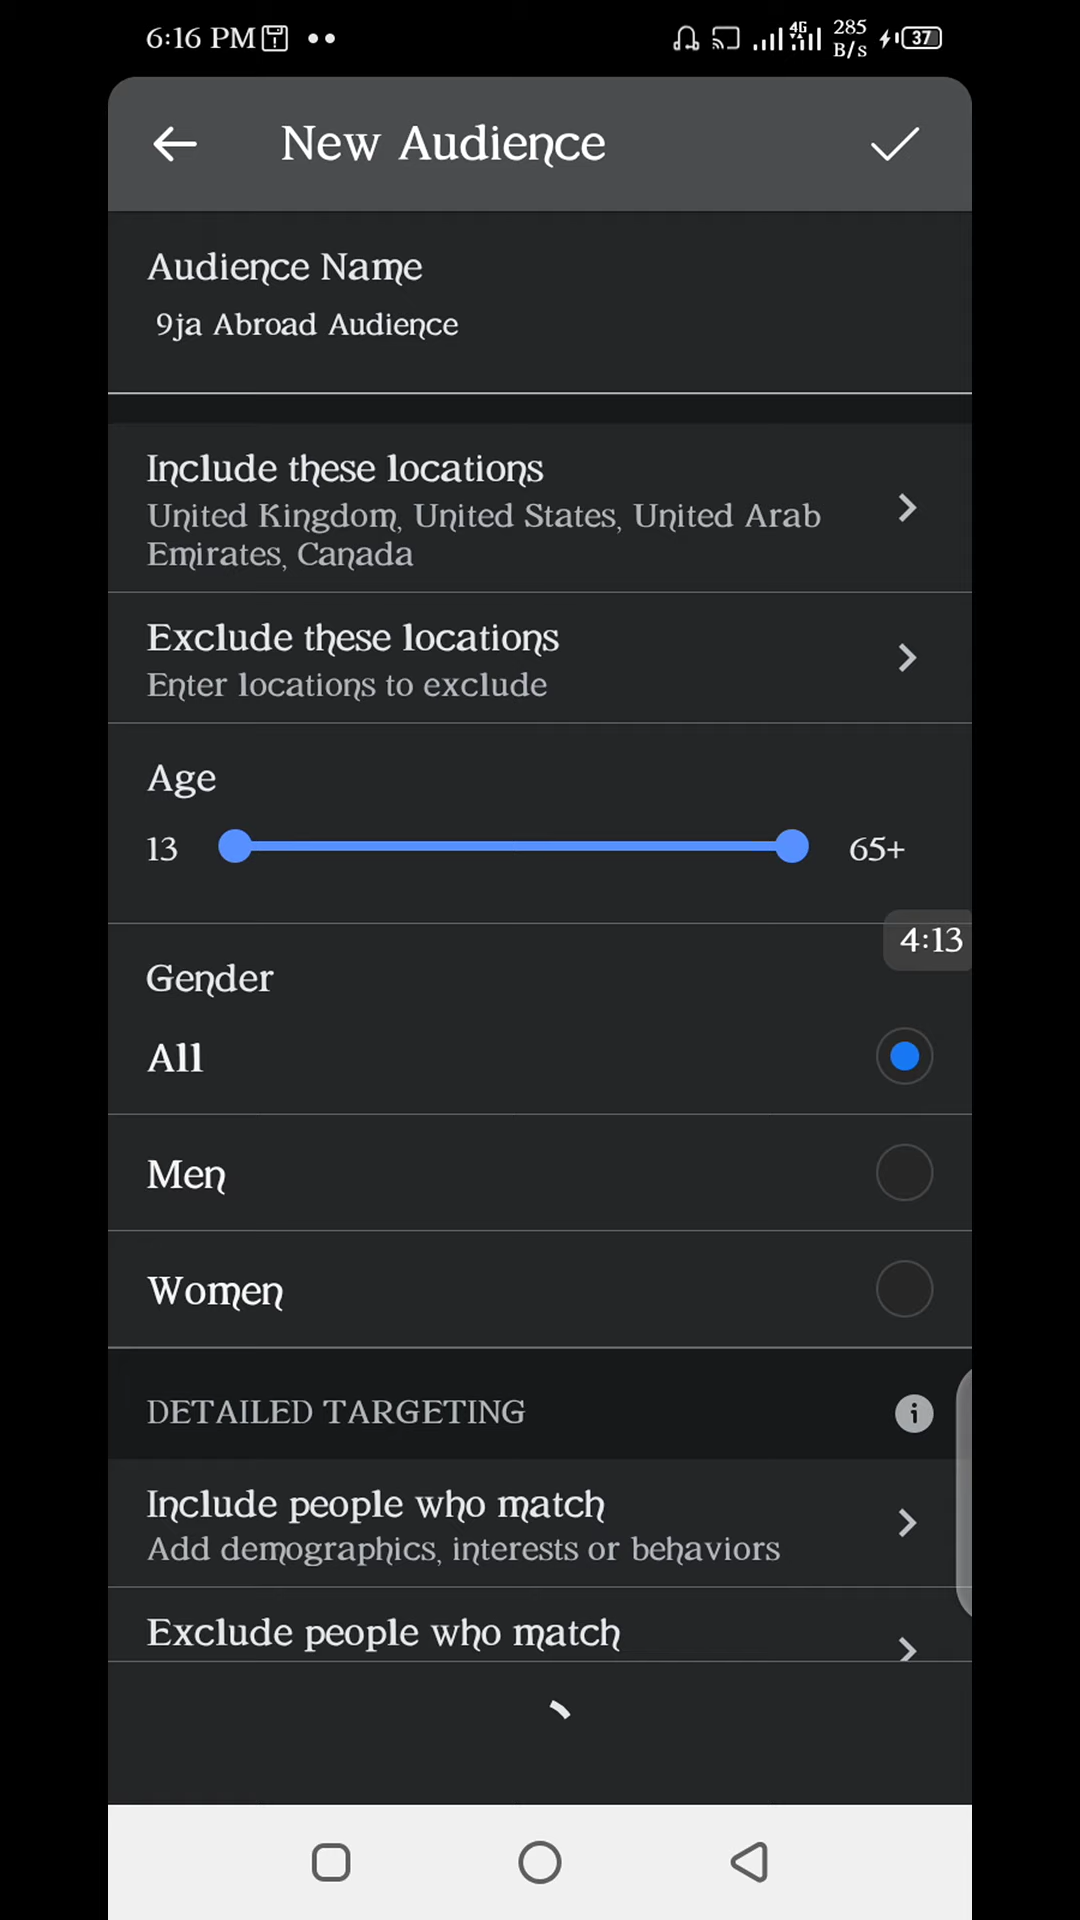 6:16 PM
4G
285
B/s
37
New Audience
Audience Name
9ja Abroad Audience
Include these locations
United Kingdom, United States, United Arab
Emirates, Canada
Exclude these locations
Enter locations to exclude
Age
13
65+
4:13
Gender
All
Men
Women
DETAILED TARGETING
Include people who match
Add demographics, interests or behaviors
Exclude people who match